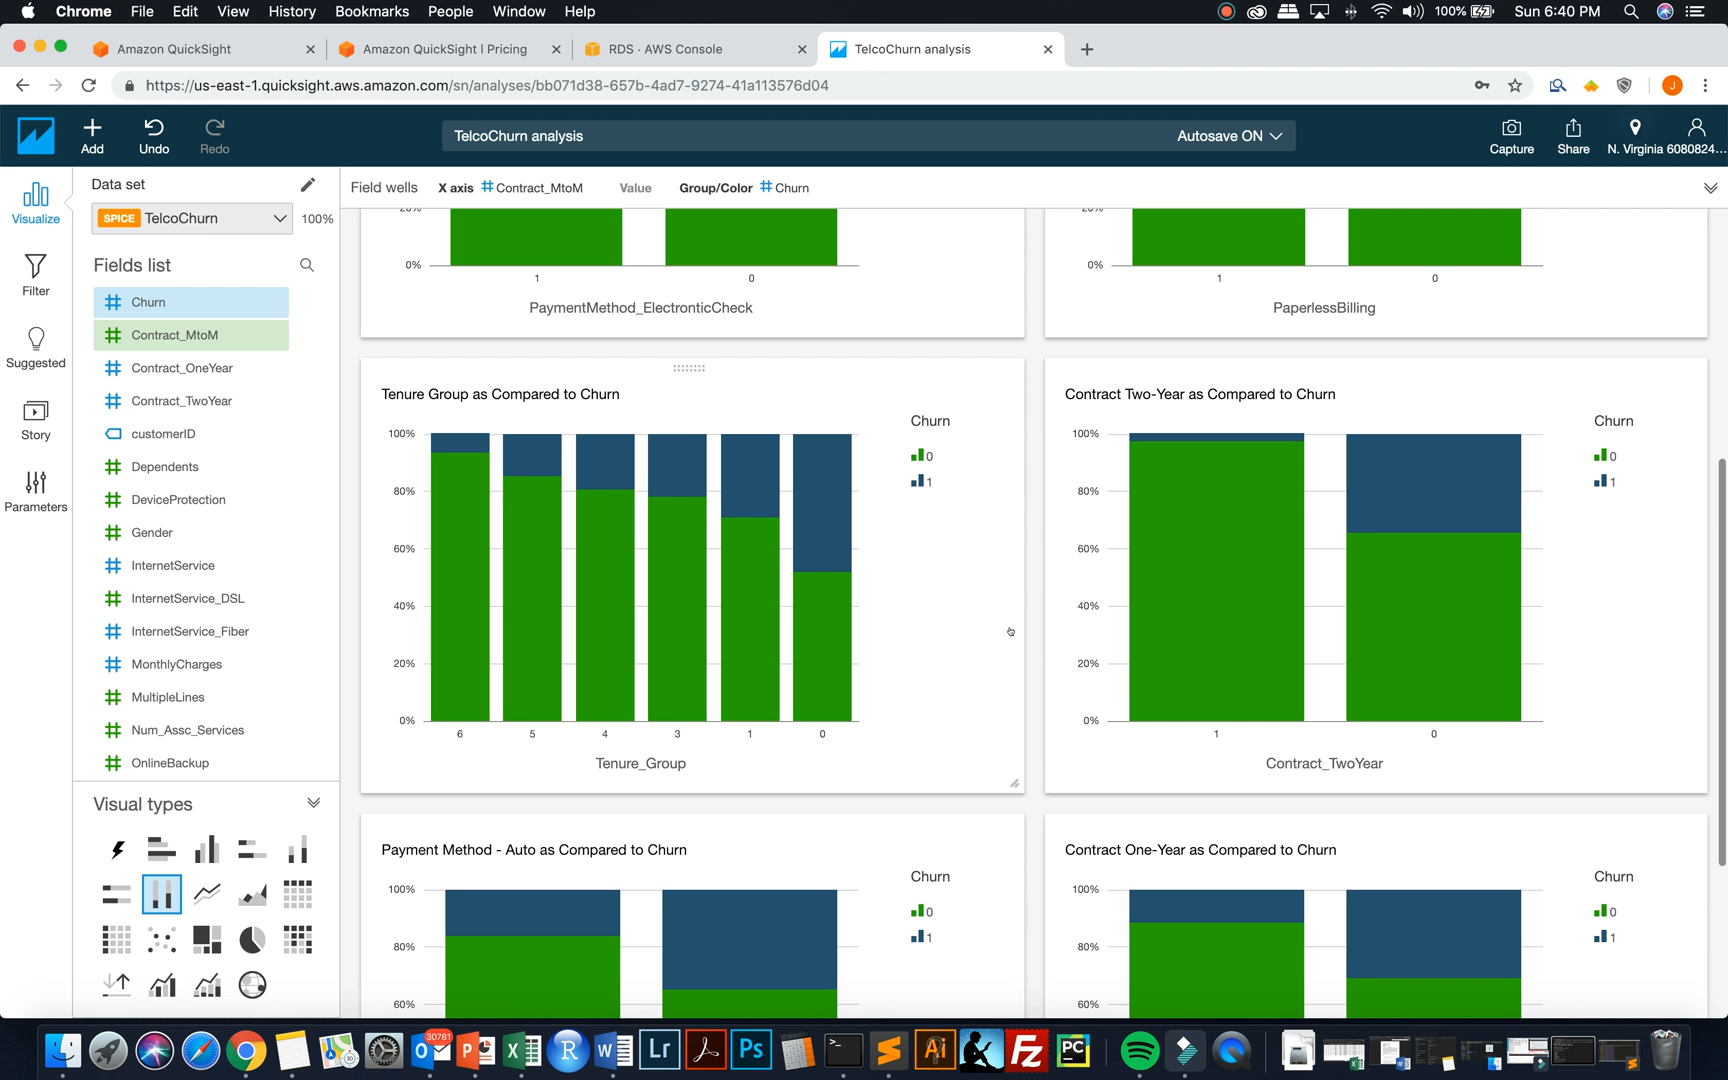 Chrome File Edit View History Bookmarks People Window Help 100% Sun 6:40 PM
Amazon QuickSight Amazon QuickSight | Pricing RDS · AWS Console TelcoChurn analysis
https://us-east-1.quicksight.aws.amazon.com/sn/analyses/bb071d38-657b-4ad7-9274-41a113576d04 J
Add Undo Redo TelcoChurn analysis Autosave ON Capture Share N. Virginia 6080824...
Visualize
Filter
Suggested
Story
Parameters
Data set
SPICE TelcoChurn 100%
Fields list
Churn
Contract_MtoM
Contract_OneYear
Contract_TwoYear
customerID
Dependents
DeviceProtection
Gender
InternetService
InternetService_DSL
InternetService_Fiber
MonthlyCharges
MultipleLines
Num_Assc_Services
OnlineBackup
Visual types
Field wells X axis Contract_MtoM Value Group/Color Churn
20%
0%
1 0
PaymentMethod_ElectronticCheck
20%
0%
1 0
PaperlessBilling
Tenure Group as Compared to Churn
100%
80%
60%
40%
20%
0%
6 5 4 3 1 0
Tenure_Group
Churn
0
1
Contract Two-Year as Compared to Churn
100%
80%
60%
40%
20%
0%
1 0
Contract_TwoYear
Churn
0
1
Payment Method - Auto as Compared to Churn
100%
80%
60%
Churn
0
1
Contract One-Year as Compared to Churn
100%
80%
60%
Churn
0
1
30781
O P X R W Lr Ps >_ Ai Fz PC